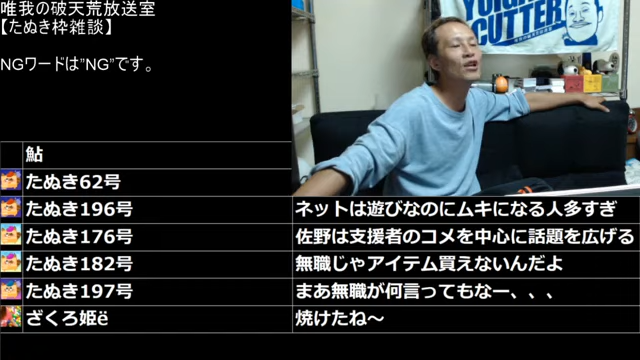 唯我の破天荒放送室
【たぬき枠雑談】
NGワードは"NG"です。
CUTTER
鮎
たぬき62号
たぬき196号 ネットは遊びなのにムキになる人多すぎ
たぬき176号 佐野は支援者のコメを中心に話題を広げる
たぬき182号 無職じゃアイテム買えないんだよ
たぬき197号 まあ無職が何言ってもなー、、、
ざくろ姫ë 焼けたね～